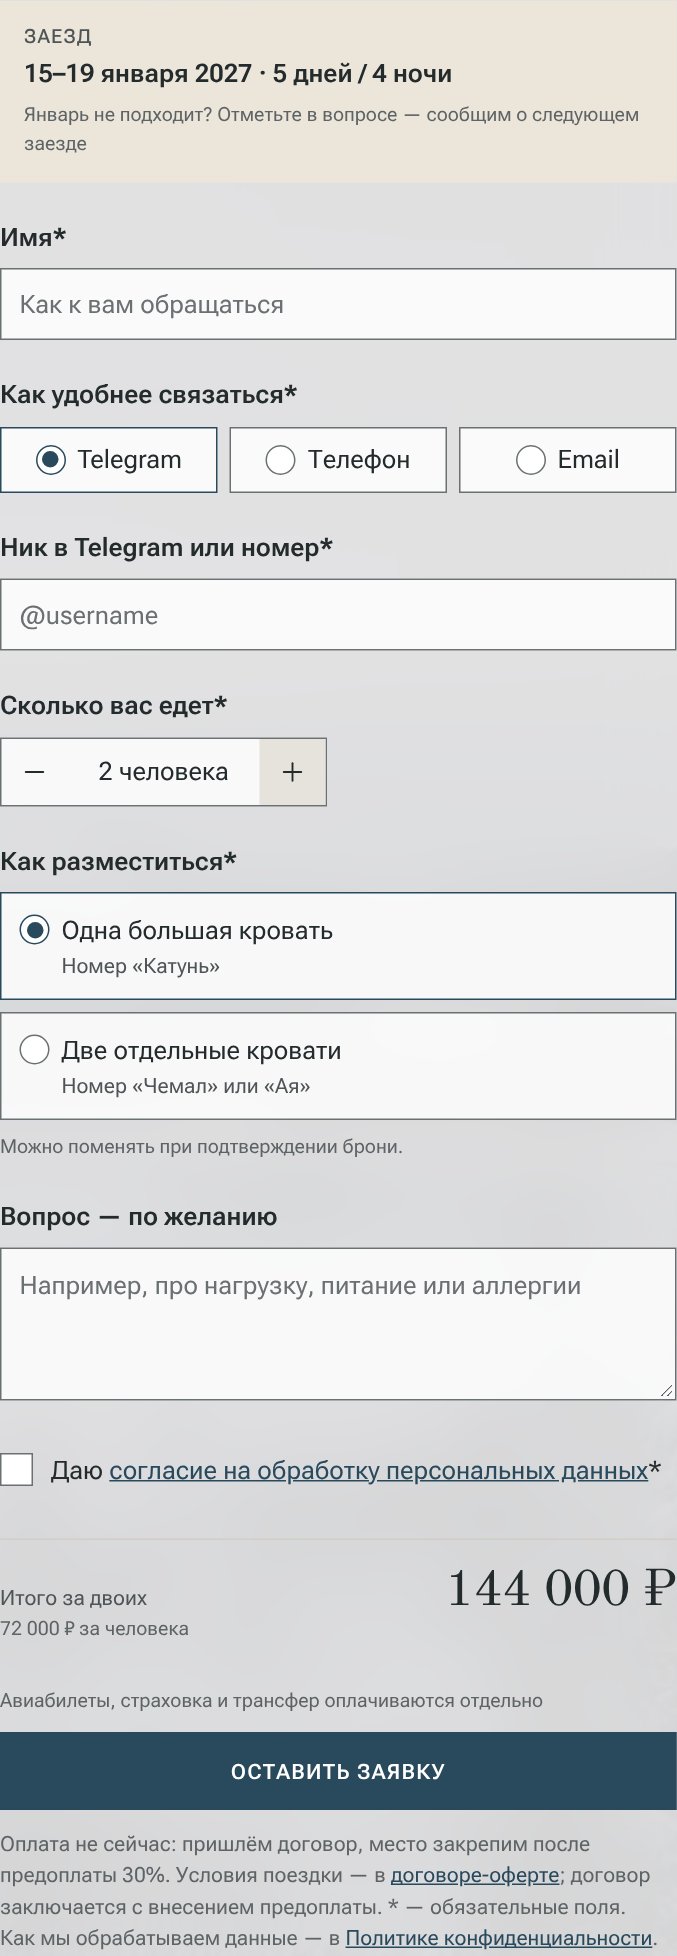 ЗАЕЗД
15–19 января 2027 · 5 дней / 4 ночи
Январь не подходит? Отметьте в вопросе — сообщим о следующем
заезде
Имя*
Как к вам обращаться
Как удобнее связаться*
Telegram Телефон Email
Ник в Telegram или номер*
@username
Сколько вас едет*
− 2 человека +
Как разместиться*
Одна большая кровать
Номер «Катунь»
Две отдельные кровати
Номер «Чемал» или «Ая»
Можно поменять при подтверждении брони.
Вопрос — по желанию
Например, про нагрузку, питание или аллергии
Даю согласие на обработку персональных данных*
Итого за двоих 144 000 ₽
72 000 ₽ за человека
Авиабилеты, страховка и трансфер оплачиваются отдельно
ОСТАВИТЬ ЗАЯВКУ
Оплата не сейчас: пришлём договор, место закрепим после
предоплаты 30%. Условия поездки — в договоре-оферте; договор
заключается с внесением предоплаты. * — обязательные поля.
Как мы обрабатываем данные — в Политике конфиденциальности.